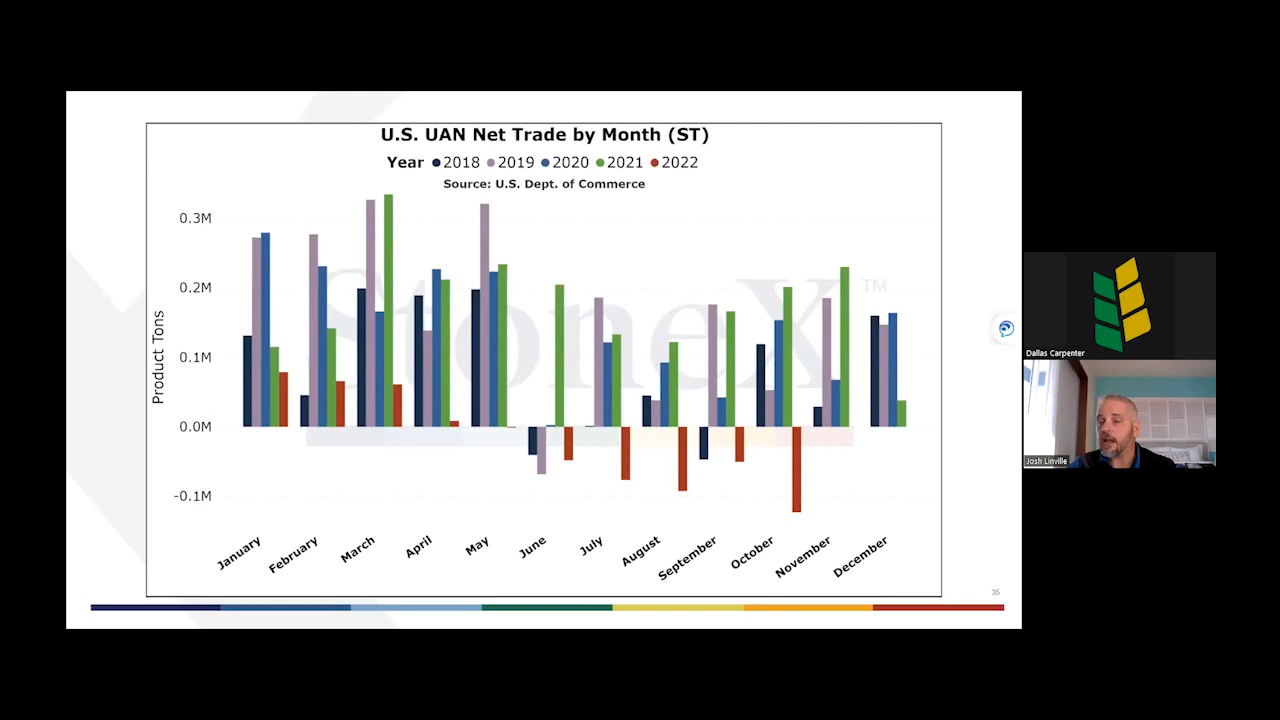 U.S. UAN Net Trade by Month (ST)
Year 2018 2019 2020 2021 2022
Source: U.S. Dept. of Commerce
Product Tons
0.3M
0.2M
0.1M
0.0M
-0.1M
StoneX™
January February March April May June July August September October November December
35
Dallas Carpenter
Josh Linville